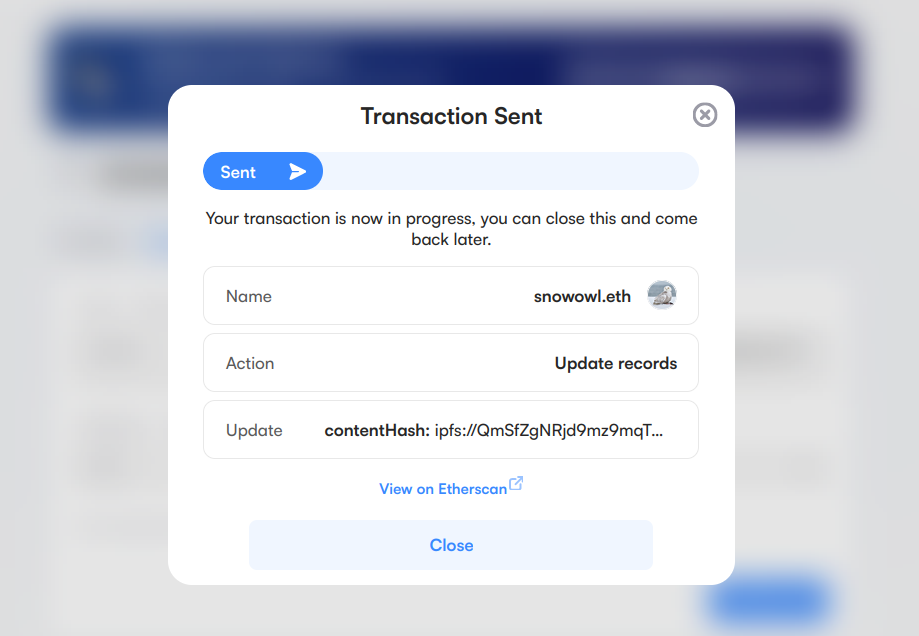 Transaction Sent
Sent
Your transaction is now in progress, you can close this and come
back later.
Name snowowl.eth
Action Update records
Update contentHash: ipfs://QmSfZgNRjd9mz9mqT...
View on Etherscan
Close